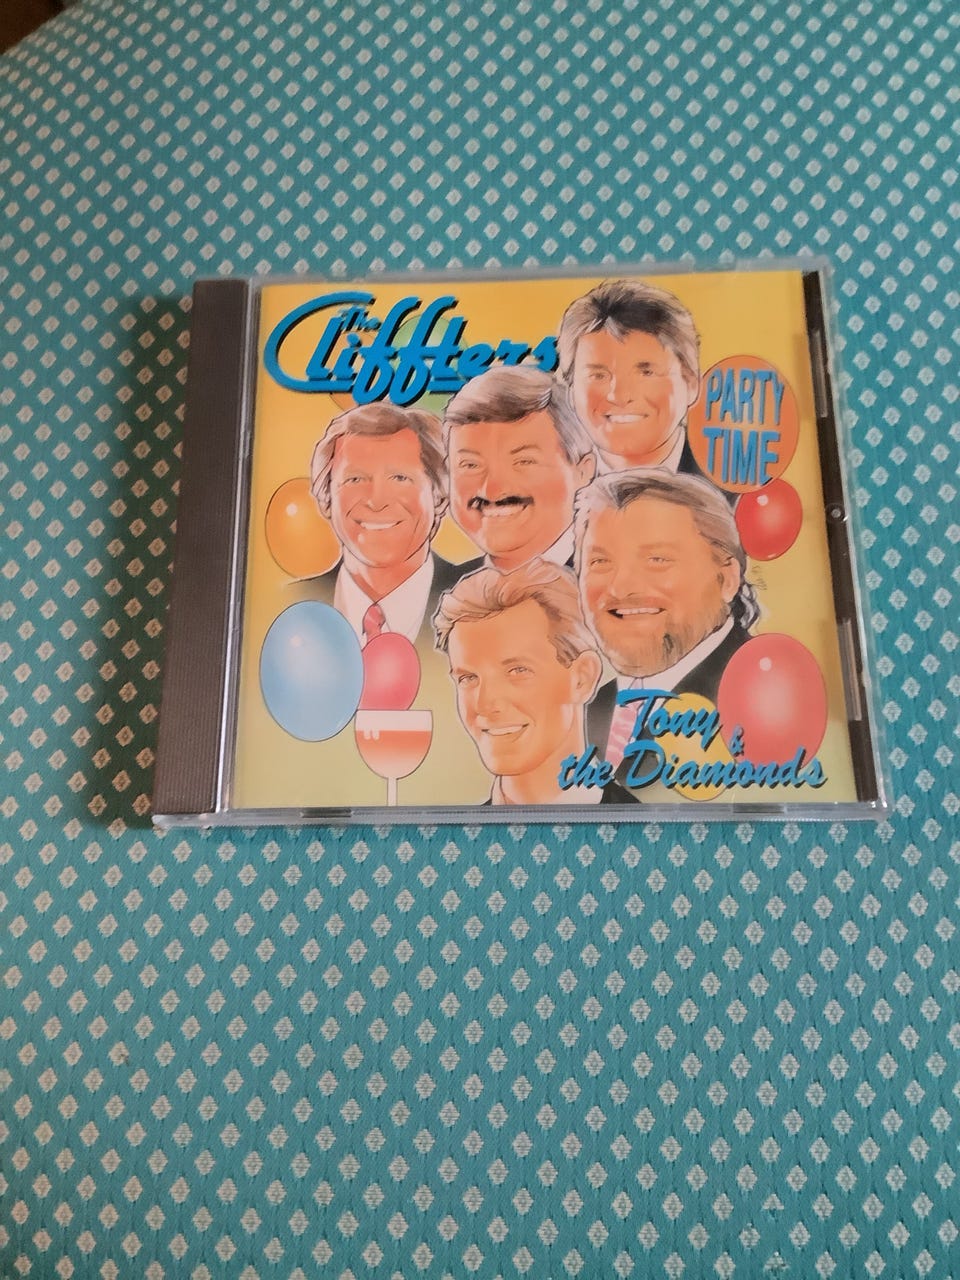 The
Cliffters
PARTY
TIME
Tony
&
the Diamonds